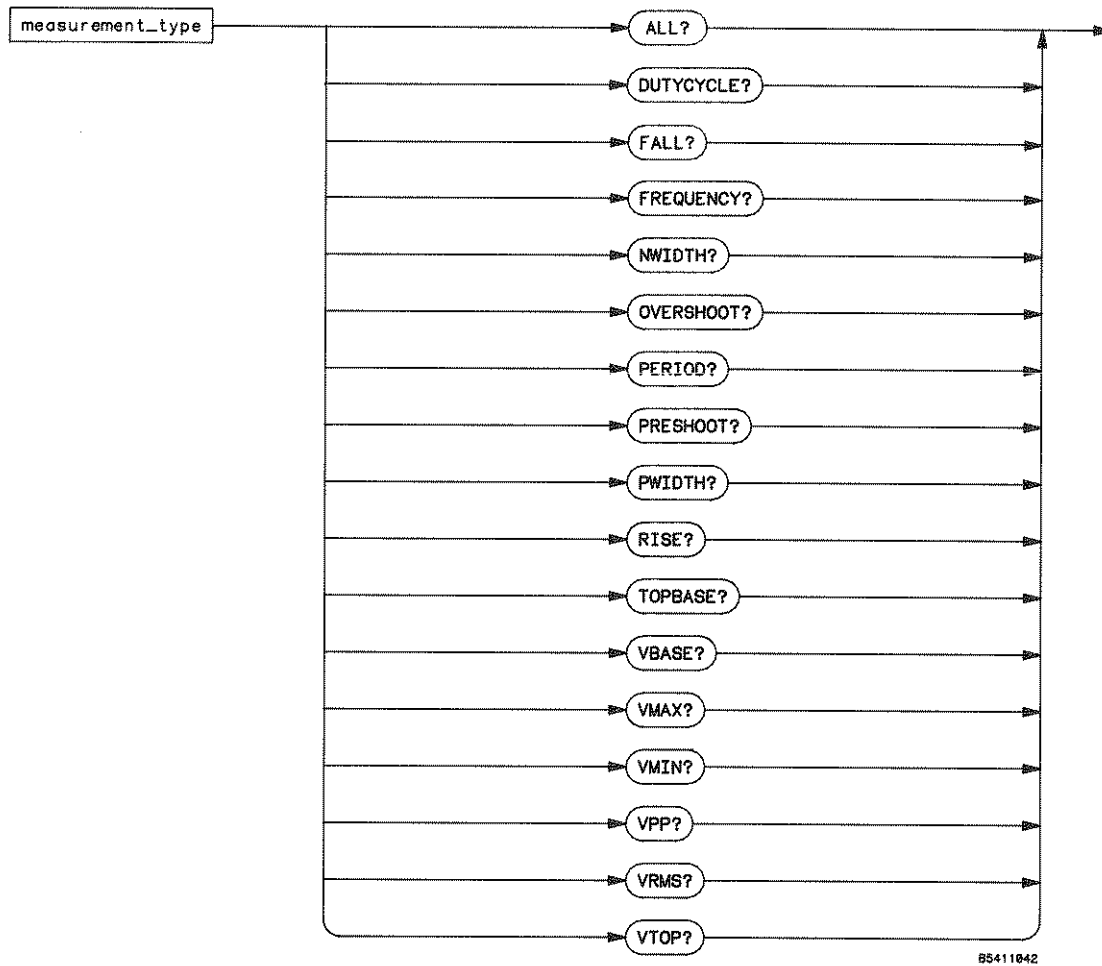 measurement_type
ALL?
DUTYCYCLE?
FALL?
FREQUENCY?
NWIDTH?
OVERSHOOT?
PERIOD?
PRESHOOT?
PWIDTH?
RISE?
TOPBASE?
VBASE?
VMAX?
VMIN?
VPP?
VRMS?
VTOP?
85411042